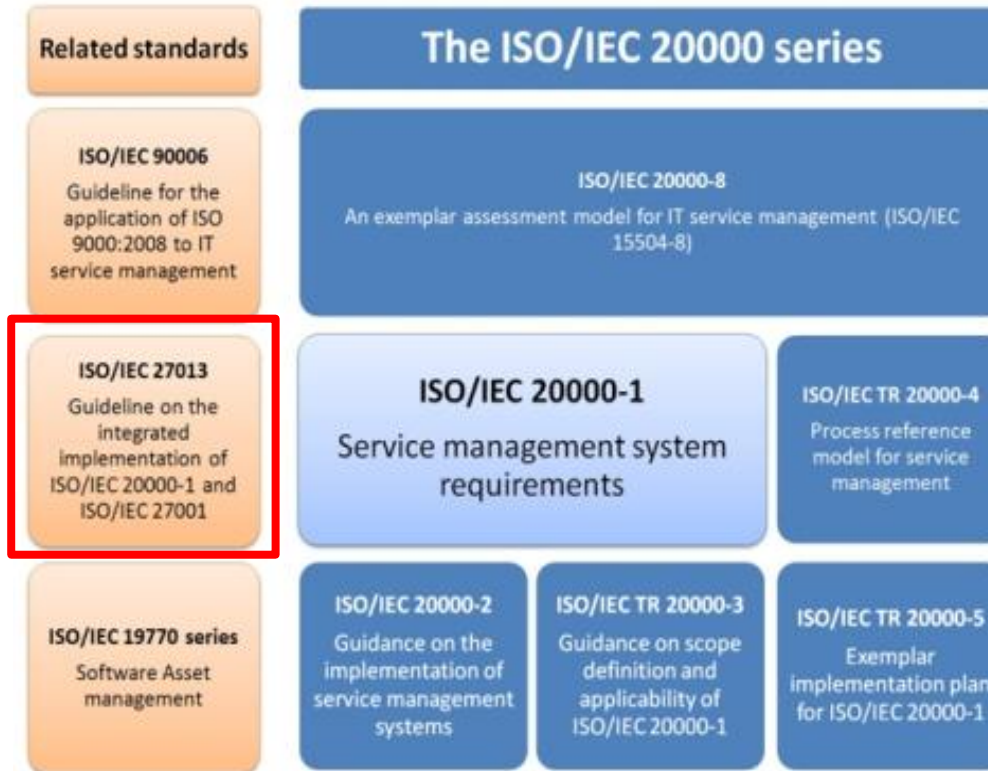 Related standards
The ISO/IEC 20000 series
ISO/IEC 90006
Guideline for the
application of ISO
9000:2008 to IT
service management
ISO/IEC 20000-8
An exemplar assessment model for IT service management (ISO/IEC
15504-8)
ISO/IEC 27013
Guideline on the
integrated
implementation of
ISO/IEC 20000-1 and
ISO/IEC 27001
ISO/IEC 20000-1
Service management system
requirements
ISO/IEC TR 20000-4
Process reference
model for service
management
ISO/IEC 19770 series
Software Asset
management
ISO/IEC 20000-2
Guidance on the
implementation of
service management
systems
ISO/IEC TR 20000-3
Guidance on scope
definition and
applicability of
ISO/IEC 20000-1
ISO/IEC TR 20000-5
Exemplar
implementation plan
for ISO/IEC 20000-1